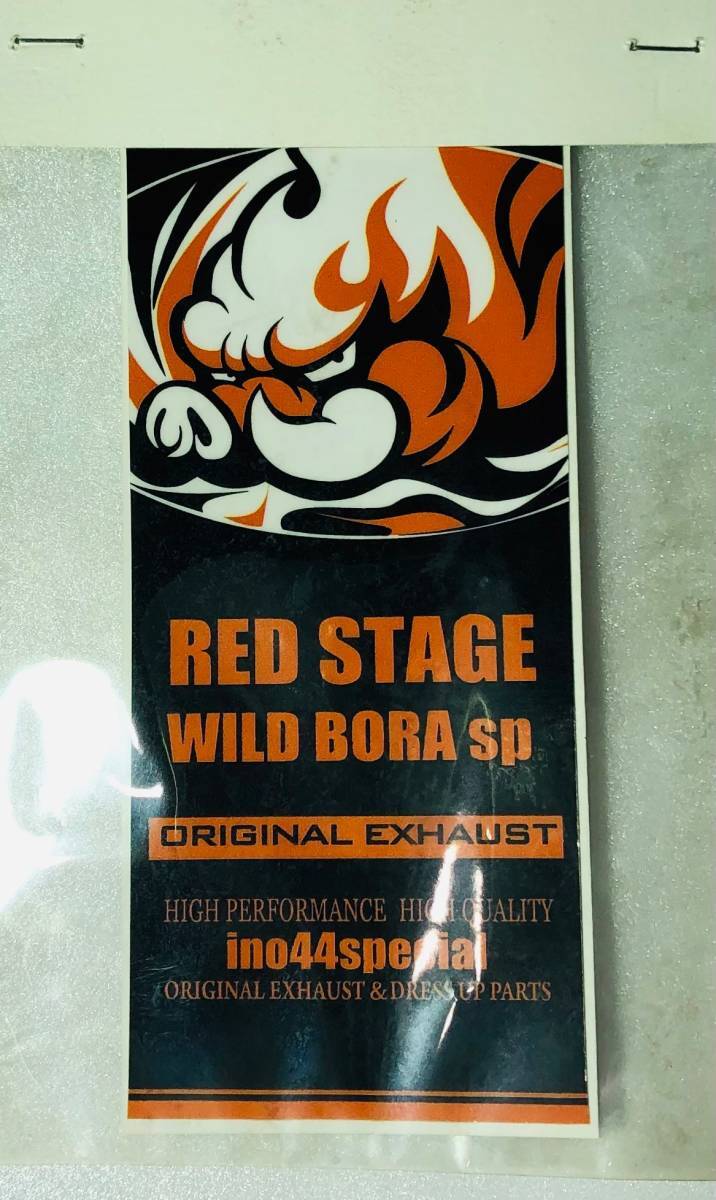 RED STAGE
WILD BORA sp
ORIGINAL EXHAUST
HIGH PERFORMANCE HIGH QUALITY
ino44special
ORIGINAL EXHAUST & DRESS UP PARTS